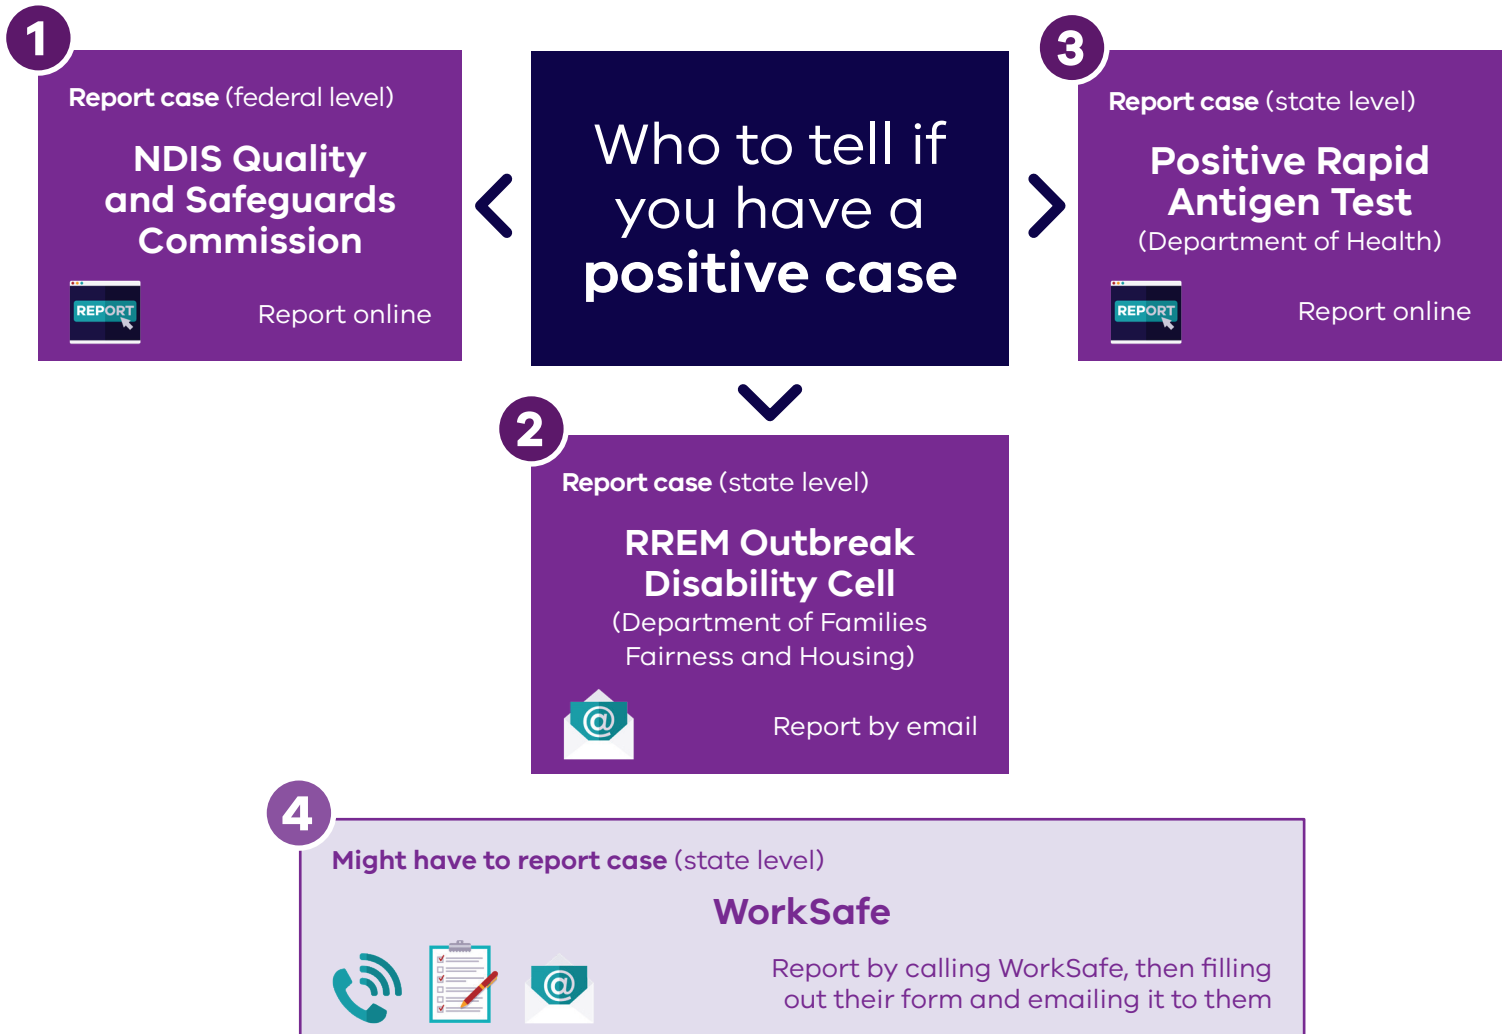 Who to tell if
you have a
positive case
1
Report case (federal level)
NDIS Quality
and Safeguards
Commission
REPORT
Report online
2
Report case (state level)
RREM Outbreak
Disability Cell
(Department of Families
Fairness and Housing)
@
Report by email
3
Report case (state level)
Positive Rapid
Antigen Test
(Department of Health)
REPORT
Report online
4
Might have to report case (state level)
WorkSafe
@
Report by calling WorkSafe, then filling
out their form and emailing it to them